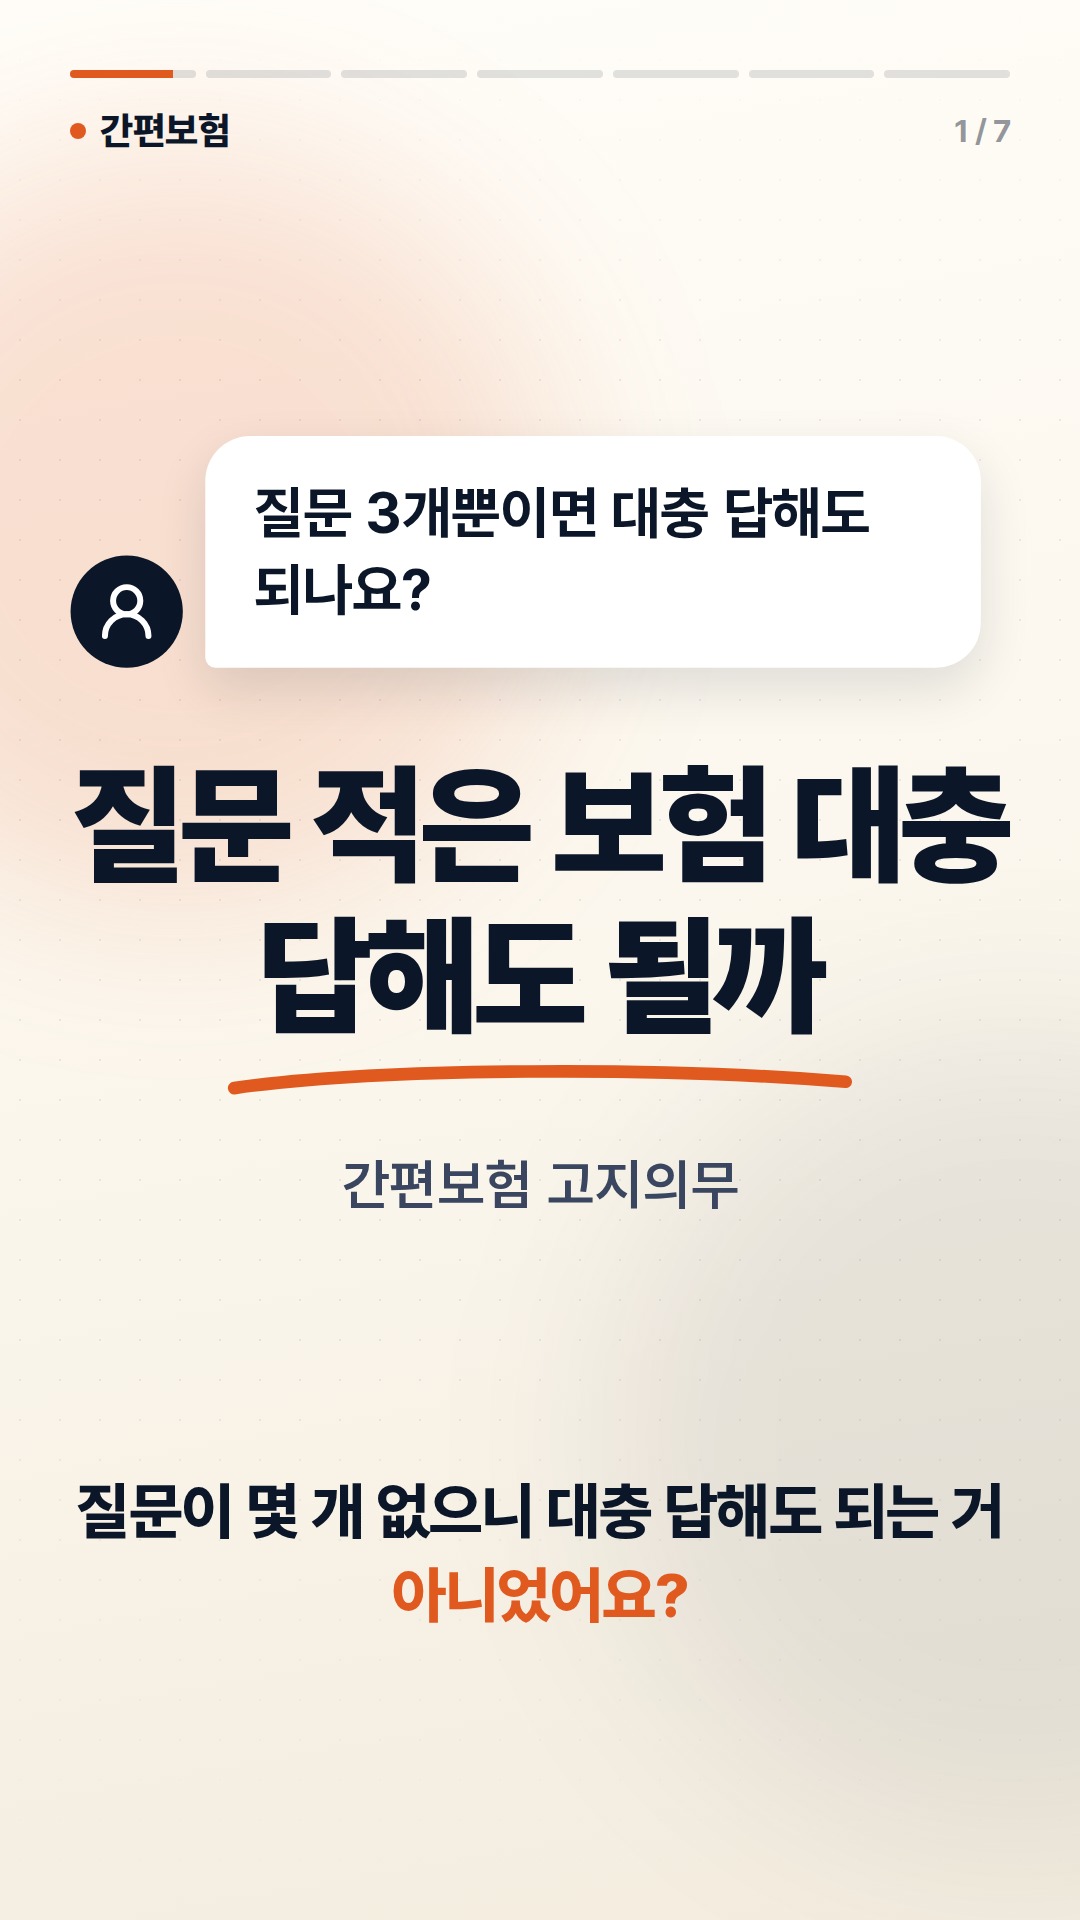 간편보험
1 / 7
질문 3개뿐이면 대충 답해도
되나요?
질문 적은 보험 대충
답해도 될까
간편보험 고지의무
질문이 몇 개 없으니 대충 답해도 되는 거
아니었어요?